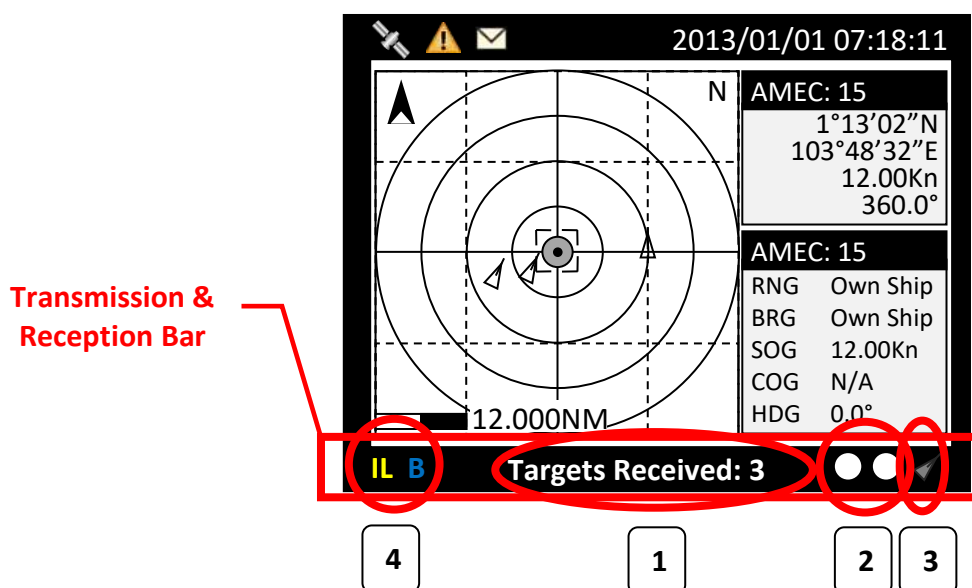 2013/01/01 07:18:11
N
AMEC: 15
1°13’02”N
103°48’32”E
12.00Kn
360.0°
AMEC: 15
RNG Own Ship
BRG Own Ship
SOG 12.00Kn
COG N/A
HDG 0.0°
12.000NM
Transmission &
Reception Bar
IL B Targets Received: 3
4 1 2 3